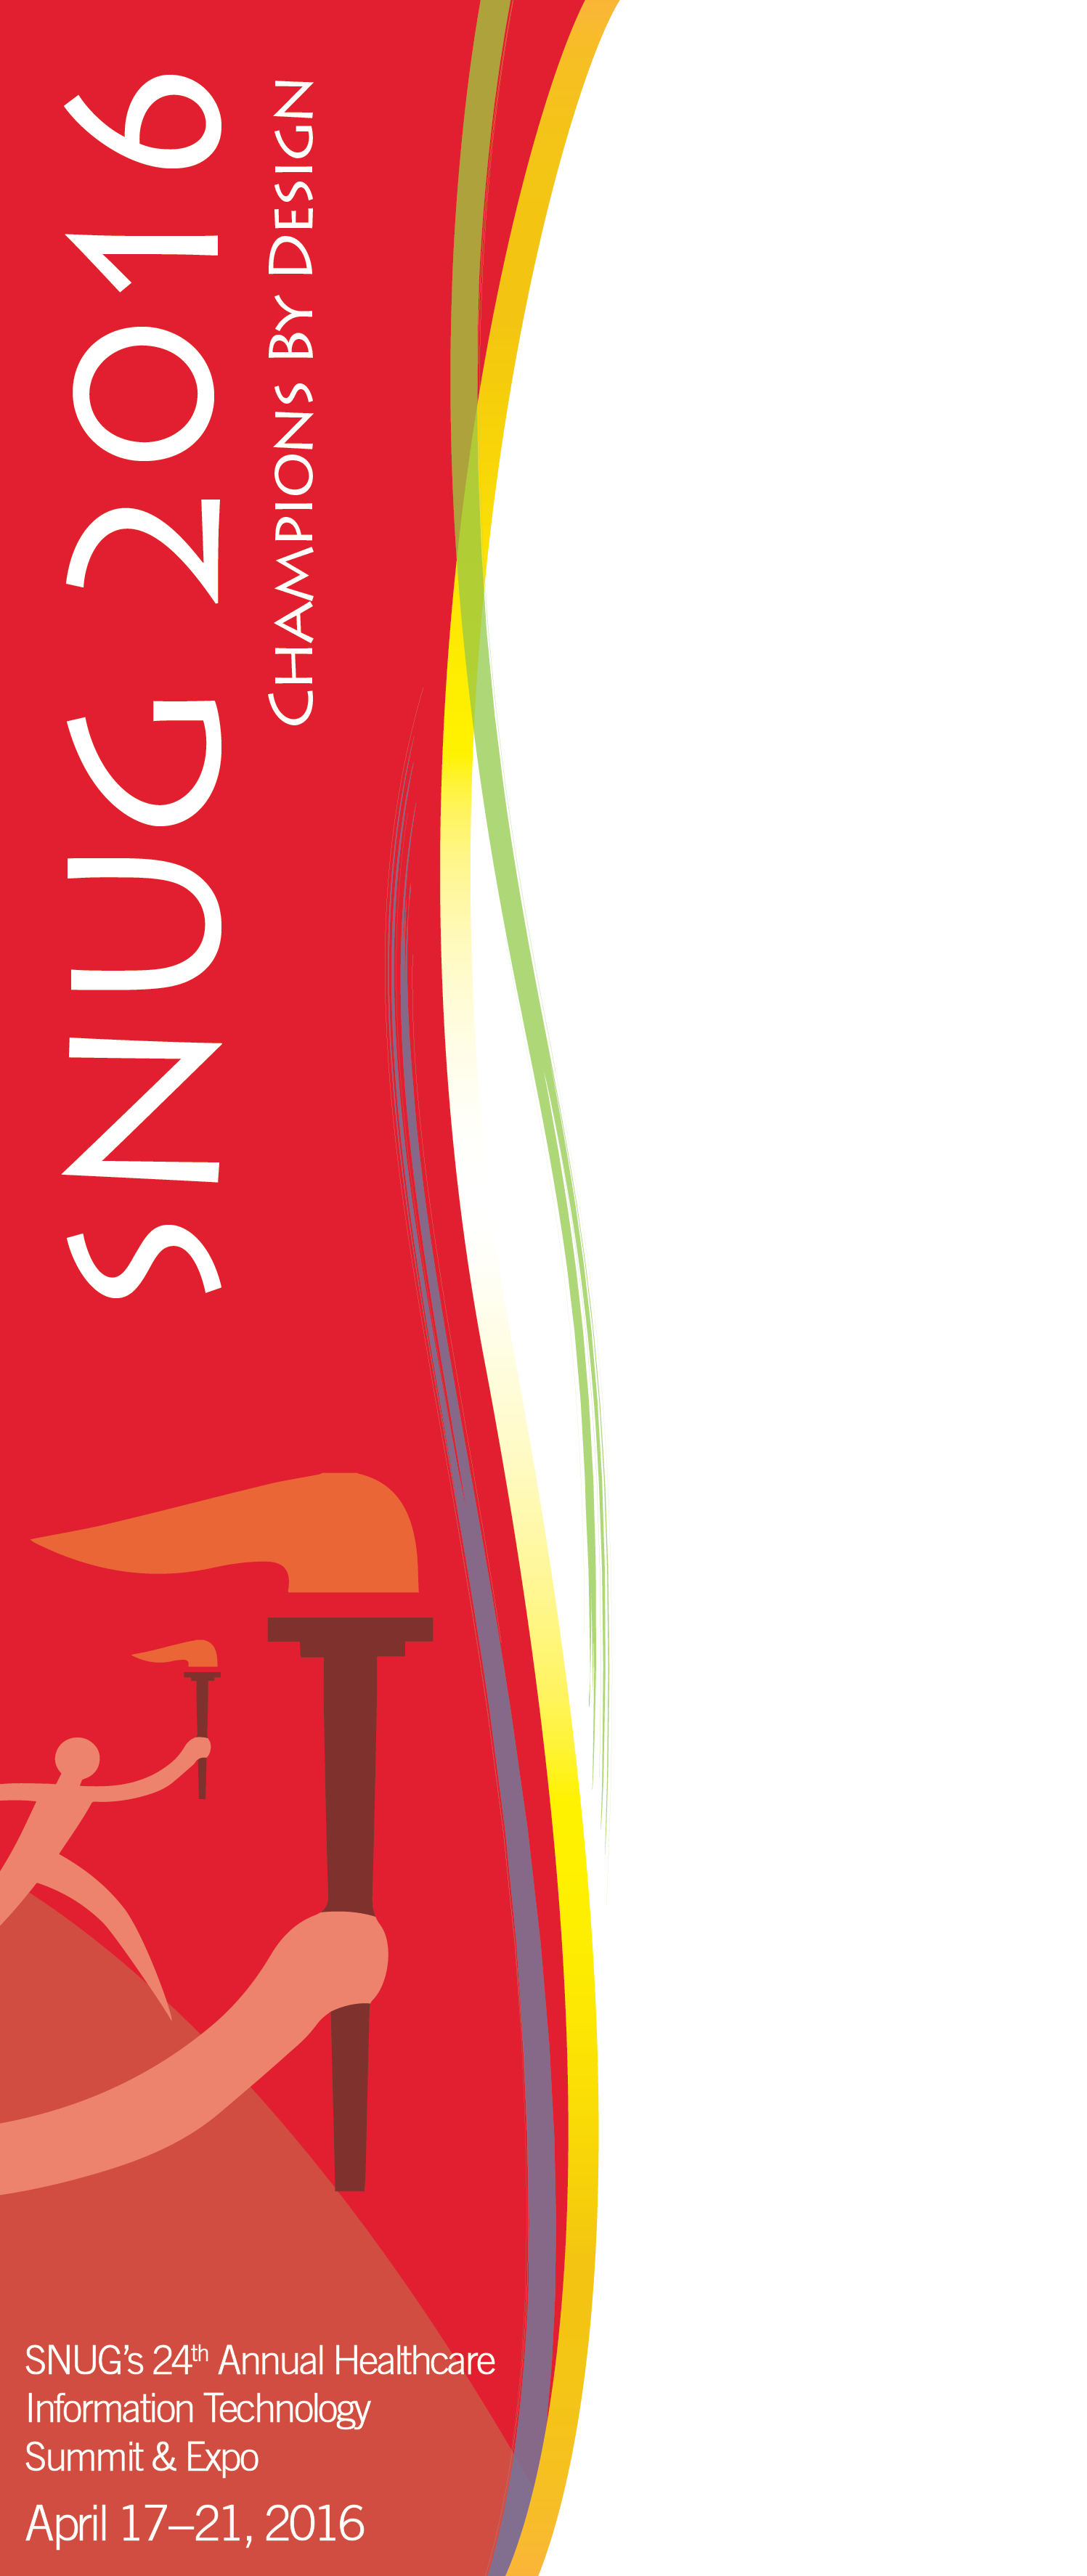 SNUG 2016
CHAMPIONS BY DESIGN
SNUG’s 24th Annual Healthcare
Information Technology
Summit & Expo
April 17–21, 2016